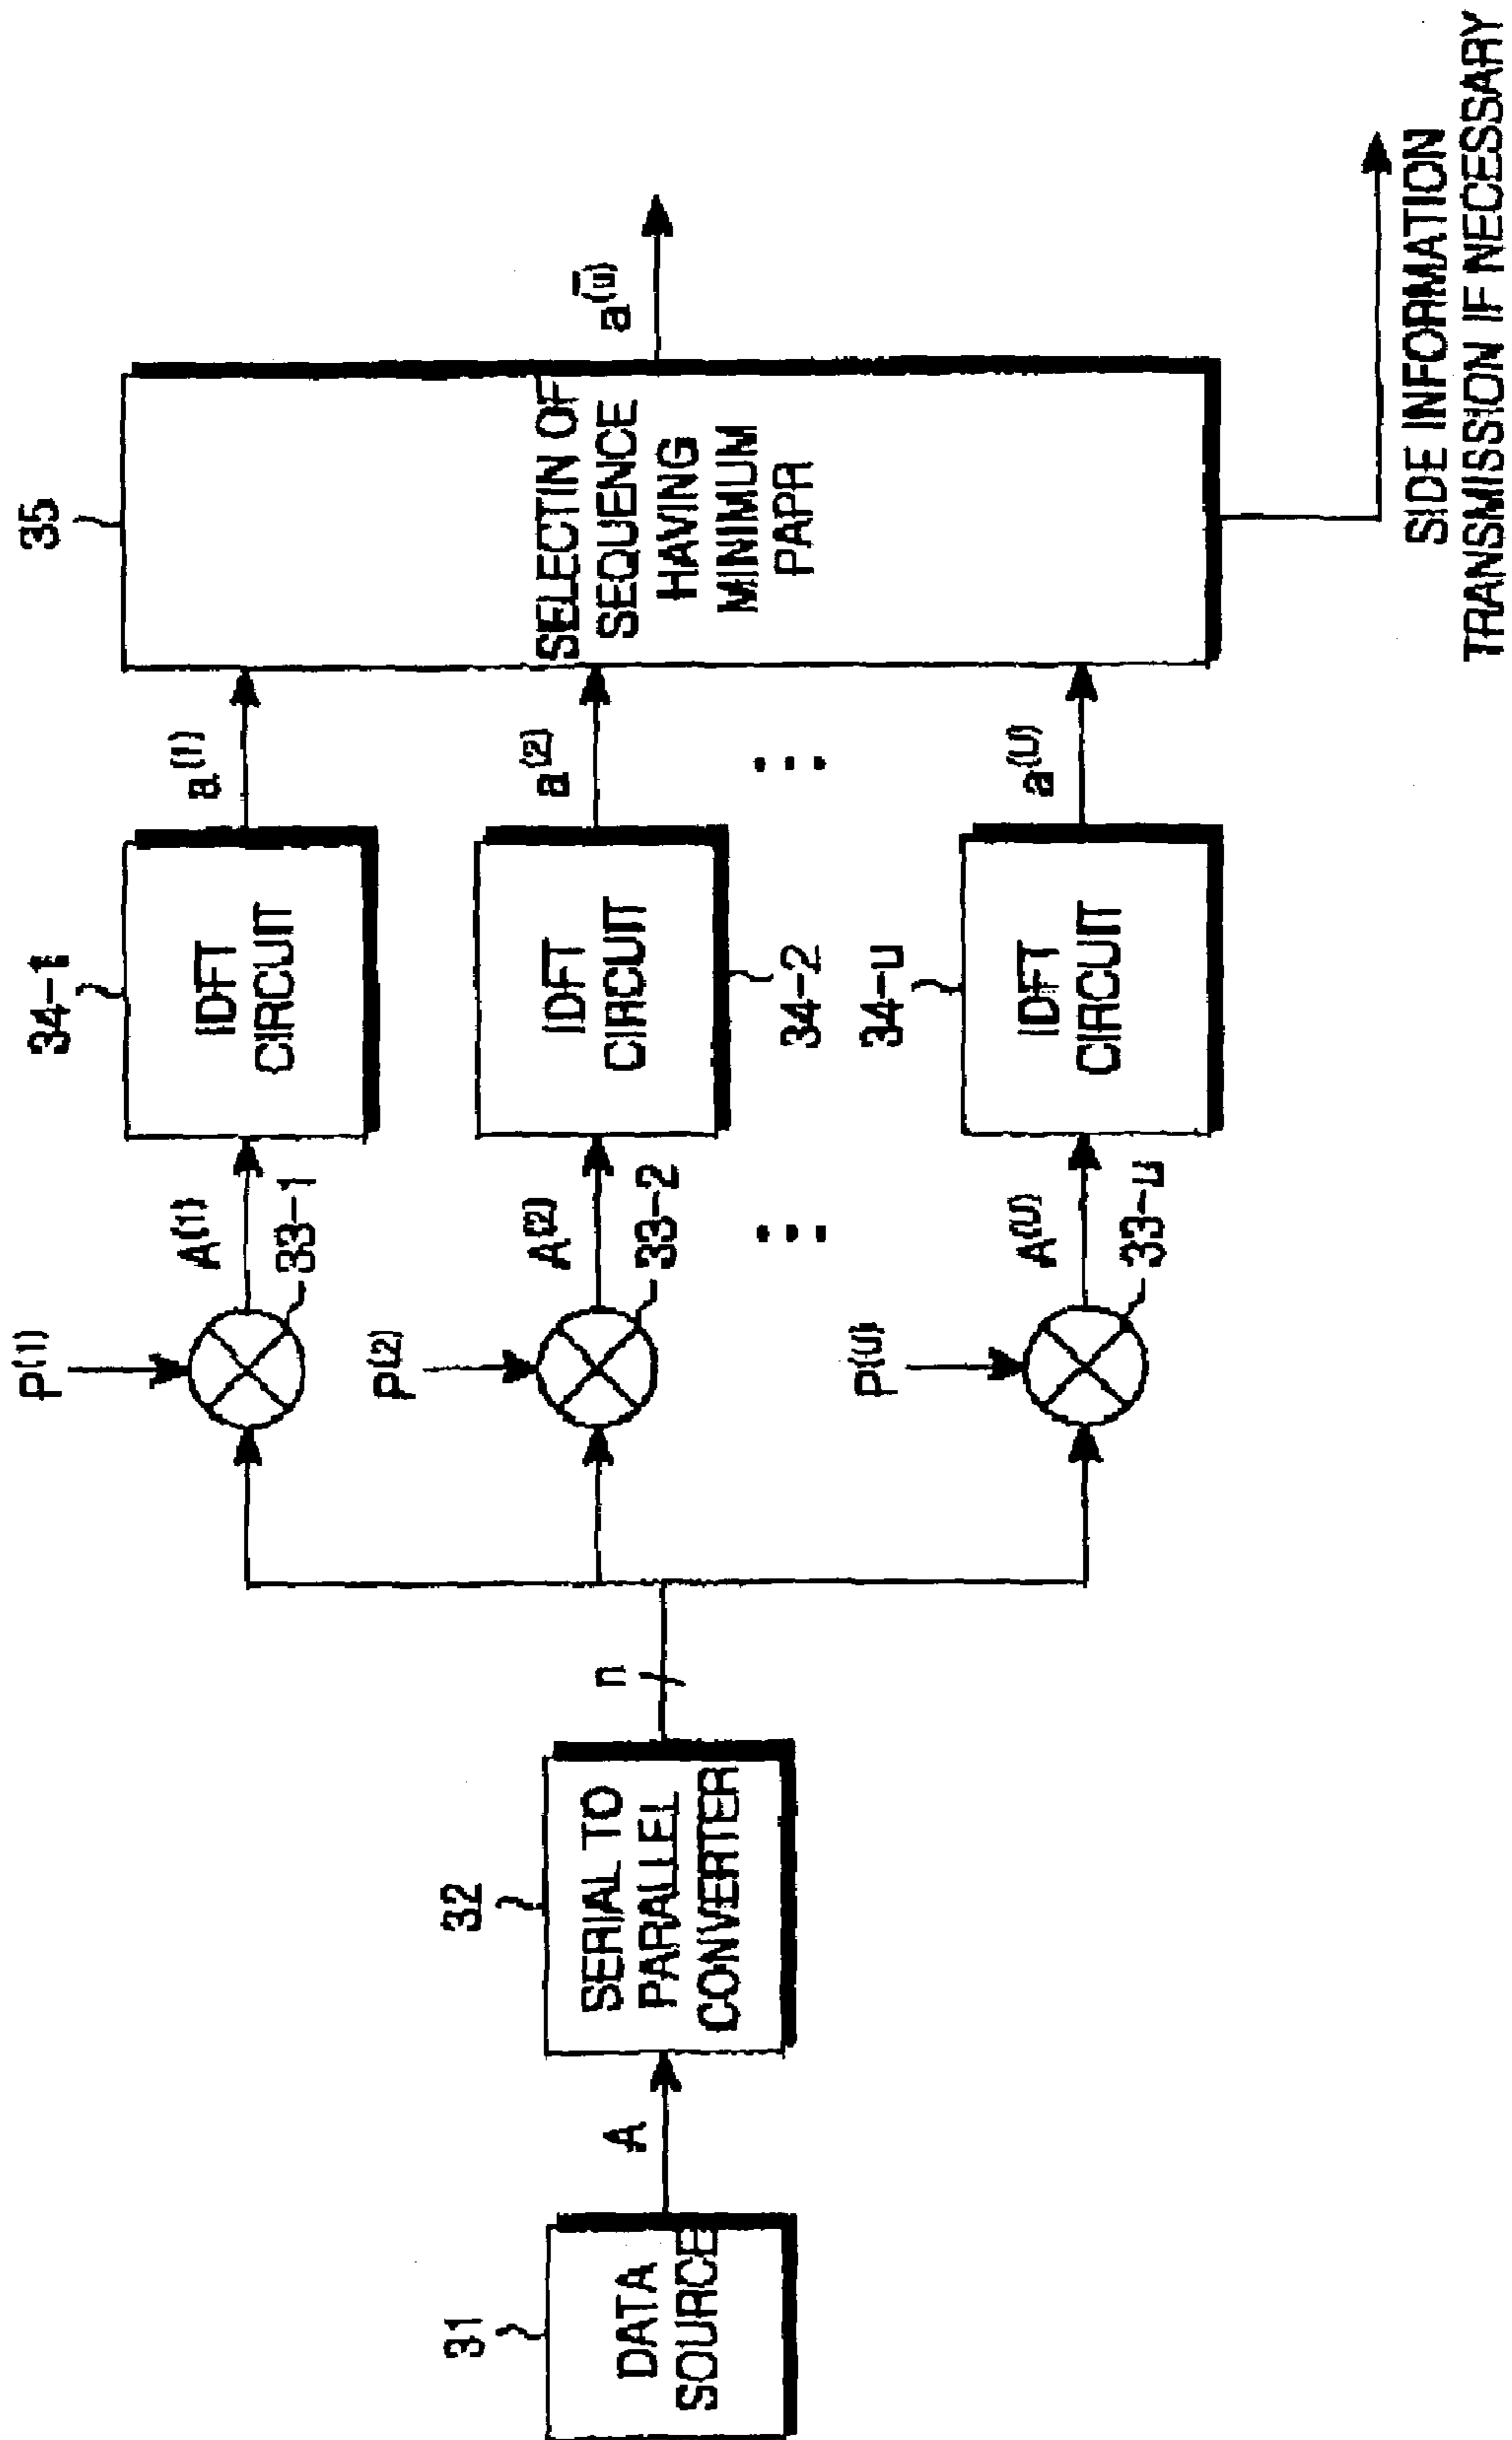 31
DATA
SOURCE
A
32
SERIAL TO
PARALLEL
CONVERTER
n
P(1)
A(1)
33-1
34-1
IDFT
CIRCUIT
a(1)
P(2)
A(2)
33-2
IDFT
CIRCUIT
34-2
a(2)
P(U)
A(U)
33-u
34-u
IDFT
CIRCUIT
a(U)
35
SELECTIN OF
SEQUENCE
HAVING
MINIMUM
PAPR
a(ū)
SIDE INFORMATION
TRANSMISSION IF NECESSARY